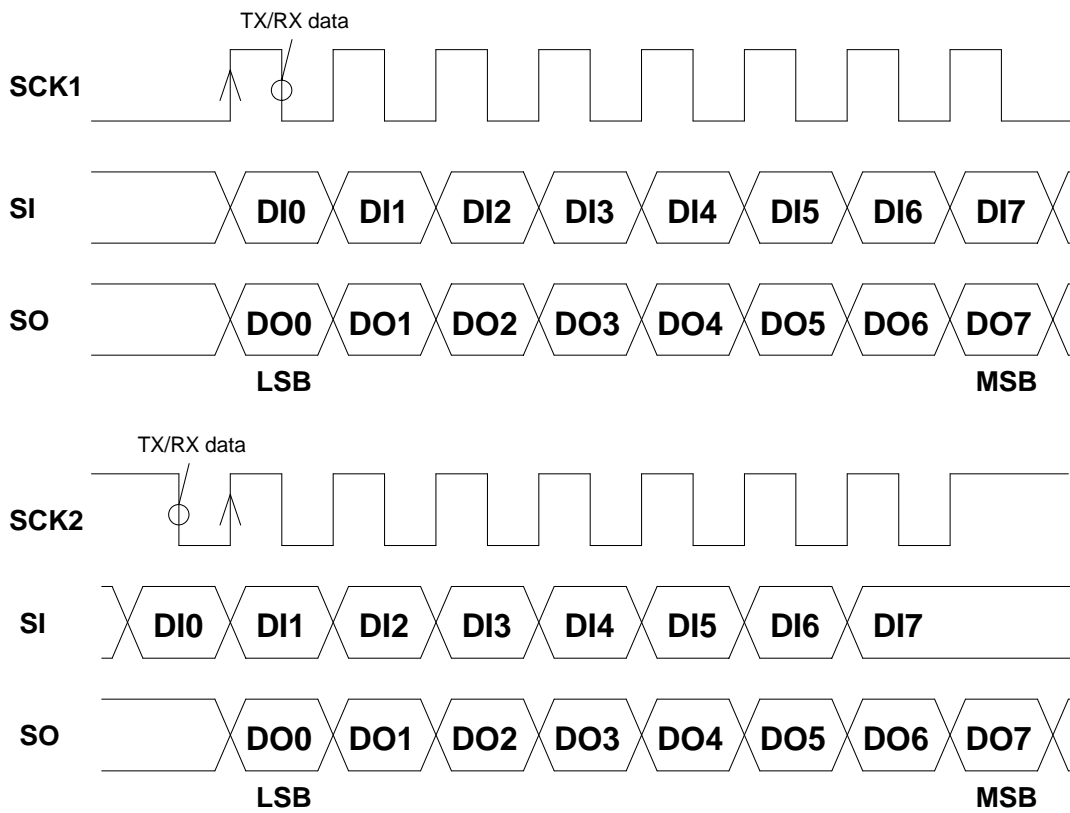 TX/RX data
SCK1
SI DI0 DI1 DI2 DI3 DI4 DI5 DI6 DI7
SO DO0 DO1 DO2 DO3 DO4 DO5 DO6 DO7
LSB MSB
TX/RX data
SCK2
SI DI0 DI1 DI2 DI3 DI4 DI5 DI6 DI7
SO DO0 DO1 DO2 DO3 DO4 DO5 DO6 DO7
LSB MSB